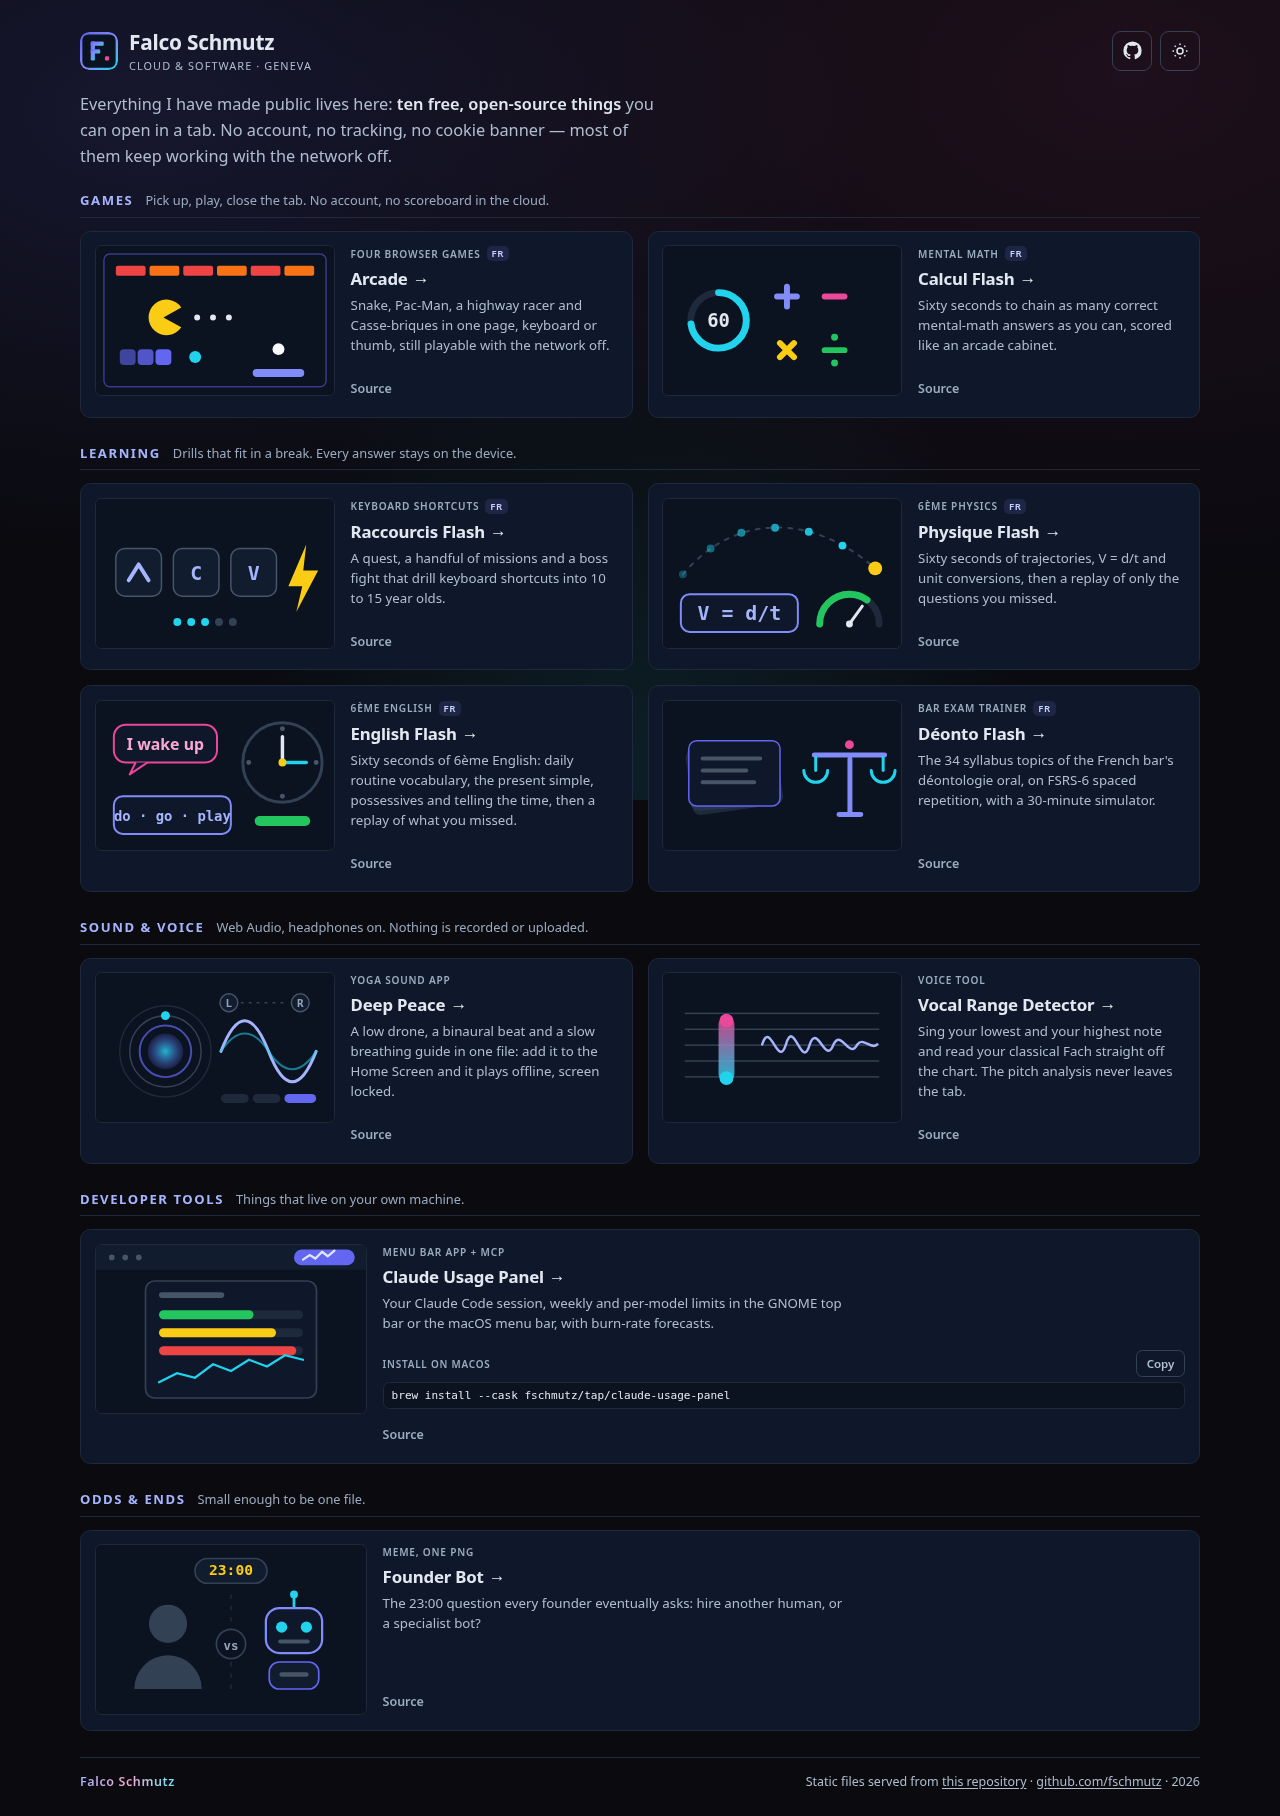 F.
Falco Schmutz
CLOUD & SOFTWARE · GENEVA
Everything I have made public lives here: ten free, open-source things you
can open in a tab. No account, no tracking, no cookie banner — most of
them keep working with the network off.
GAMES Pick up, play, close the tab. No account, no scoreboard in the cloud.
FOUR BROWSER GAMES FR
Arcade →
Snake, Pac-Man, a highway racer and
Casse-briques in one page, keyboard or
thumb, still playable with the network off.
Source
60
MENTAL MATH FR
Calcul Flash →
Sixty seconds to chain as many correct
mental-math answers as you can, scored
like an arcade cabinet.
Source
LEARNING Drills that fit in a break. Every answer stays on the device.
C V
KEYBOARD SHORTCUTS FR
Raccourcis Flash →
A quest, a handful of missions and a boss
fight that drill keyboard shortcuts into 10
to 15 year olds.
Source
V = d/t
6ÈME PHYSICS FR
Physique Flash →
Sixty seconds of trajectories, V = d/t and
unit conversions, then a replay of only the
questions you missed.
Source
I wake up
do · go · play
6ÈME ENGLISH FR
English Flash →
Sixty seconds of 6ème English: daily
routine vocabulary, the present simple,
possessives and telling the time, then a
replay of what you missed.
Source
BAR EXAM TRAINER FR
Déonto Flash →
The 34 syllabus topics of the French bar's
déontologie oral, on FSRS-6 spaced
repetition, with a 30-minute simulator.
Source
SOUND & VOICE Web Audio, headphones on. Nothing is recorded or uploaded.
L R
YOGA SOUND APP
Deep Peace →
A low drone, a binaural beat and a slow
breathing guide in one file: add it to the
Home Screen and it plays offline, screen
locked.
Source
VOICE TOOL
Vocal Range Detector →
Sing your lowest and your highest note
and read your classical Fach straight off
the chart. The pitch analysis never leaves
the tab.
Source
DEVELOPER TOOLS Things that live on your own machine.
MENU BAR APP + MCP
Claude Usage Panel →
Your Claude Code session, weekly and per-model limits in the GNOME top
bar or the macOS menu bar, with burn-rate forecasts.
INSTALL ON MACOS
Copy
brew install --cask fschmutz/tap/claude-usage-panel
Source
ODDS & ENDS Small enough to be one file.
23:00
vs
MEME, ONE PNG
Founder Bot →
The 23:00 question every founder eventually asks: hire another human, or
a specialist bot?
Source
Falco Schmutz
Static files served from this repository · github.com/fschmutz · 2026